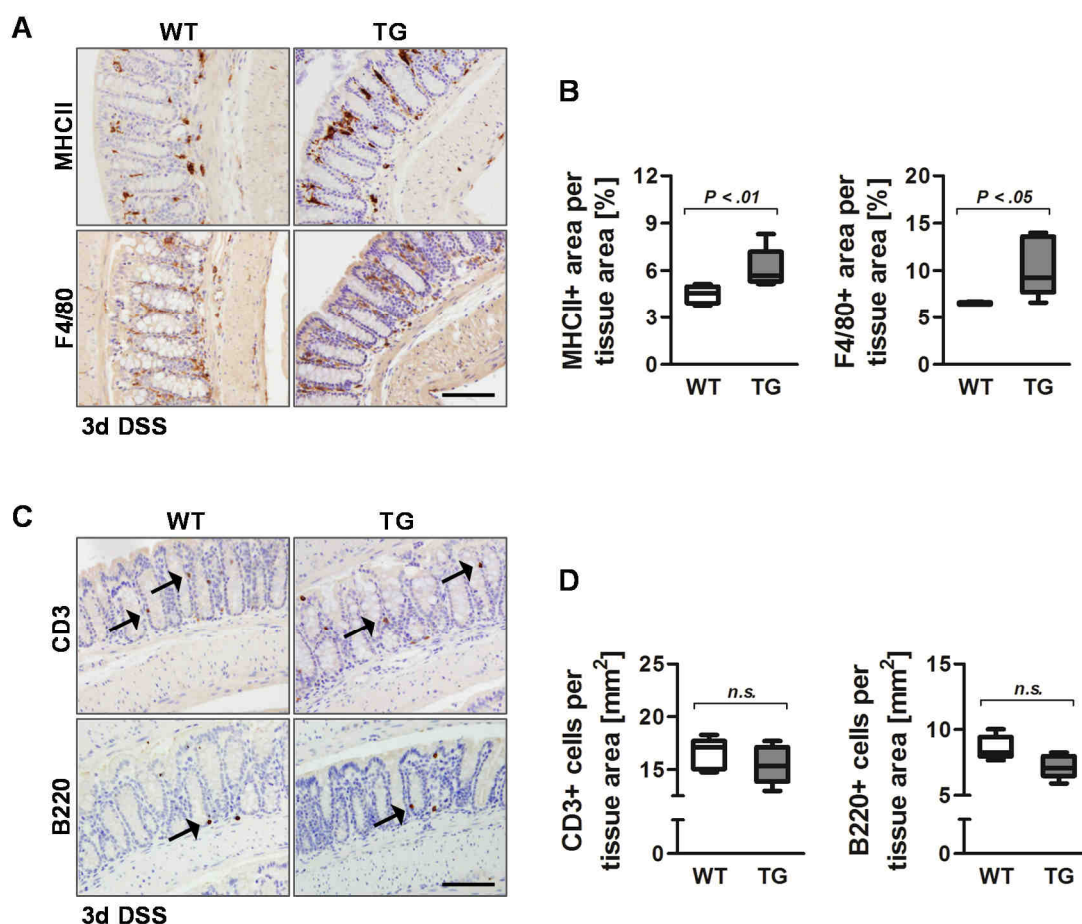 A
WT
TG
MHCII
F4/80
3d DSS
B
MHCII+ area per
tissue area [%]
12
9
6
3
0
P < .01
WT
TG
F4/80+ area per
tissue area [%]
20
15
10
5
0
P < .05
WT
TG
C
WT
TG
CD3
B220
3d DSS
D
CD3+ cells per
tissue area [mm²]
25
20
15
0
n.s.
WT
TG
B220+ cells per
tissue area [mm²]
15
10
5
0
n.s.
WT
TG